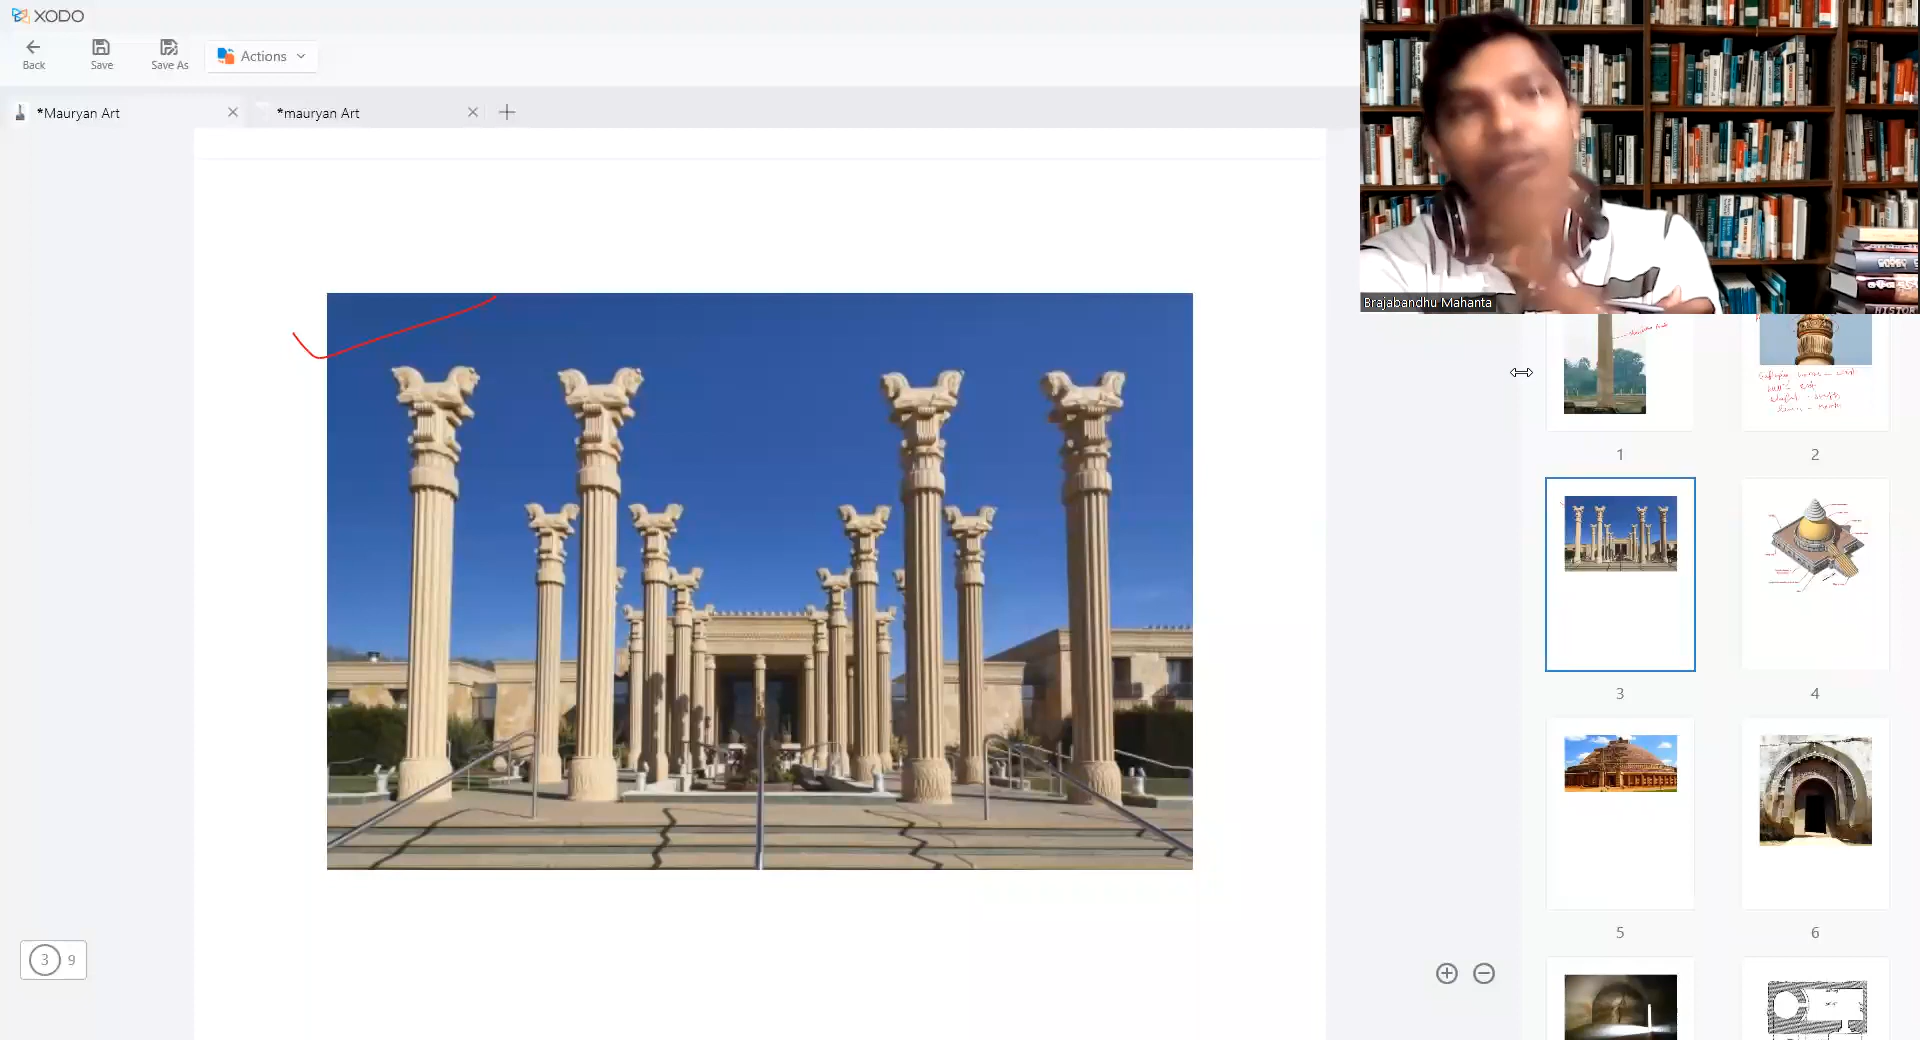 XODO
Back
Save
Save As
Actions
*Mauryan Art
*mauryan Art
Brajabandhu Mahanta
HISTOR
1
2
3
4
5
6
3 9